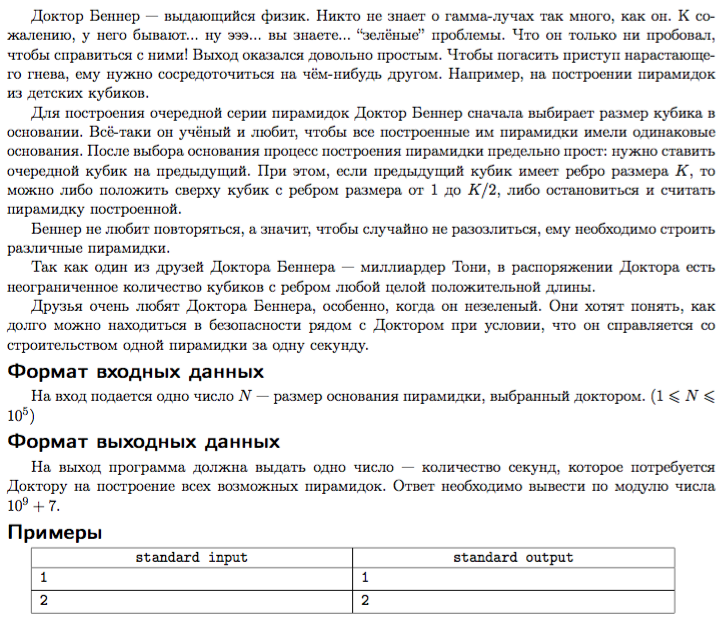 Доктор Беннер — выдающийся физик. Никто не знает о гамма-лучах так много, как он. К со-
жалению, у него бывают... ну эээ... вы знаете... “зелёные” проблемы. Что он только ни пробовал,
чтобы справиться с ними! Выход оказался довольно простым. Чтобы погасить приступ нарастающе-
го гнева, ему нужно сосредоточиться на чём-нибудь другом. Например, на построении пирамидок
из детских кубиков.
Для построения очередной серии пирамидок Доктор Беннер сначала выбирает размер кубика в
основании. Всё-таки он учёный и любит, чтобы все построенные им пирамидки имели одинаковые
основания. После выбора основания процесс построения пирамидки предельно прост: нужно ставить
очередной кубик на предыдущий. При этом, если предыдущий кубик имеет ребро размера K, то
можно либо положить сверху кубик с ребром размера от 1 до K/2, либо остановиться и считать
пирамидку построенной.
Беннер не любит повторяться, а значит, чтобы случайно не разозлиться, ему необходимо строить
различные пирамидки.
Так как один из друзей Доктора Беннера — миллиардер Тони, в распоряжении Доктора есть
неограниченное количество кубиков с ребром любой целой положительной длины.
Друзья очень любят Доктора Беннера, особенно, когда он незеленый. Они хотят понять, как
долго можно находиться в безопасности рядом с Доктором при условии, что он справляется со
строительством одной пирамидки за одну секунду.
Формат входных данных
На вход подается одно число N — размер основания пирамидки, выбранный доктором. (1 ⩽ N ⩽
10⁵)
Формат выходных данных
На выход программа должна выдать одно число — количество секунд, которое потребуется
Доктору на построение всех возможных пирамидок. Ответ необходимо вывести по модулю числа
10⁹ + 7.
Примеры
standard input standard output
1 1
2 2